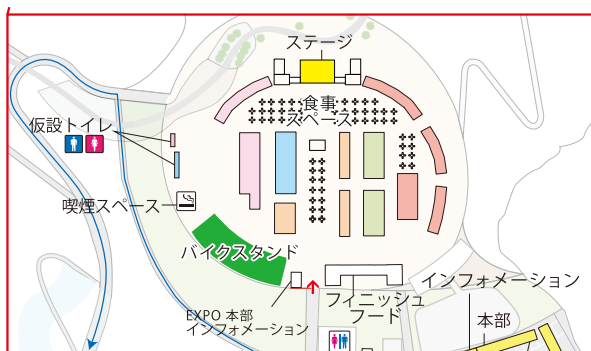 ステージ
食事
スペース
仮設トイレ
喫煙スペース
バイクスタンド
インフォメーション
フィニッシュ
フード
EXPO 本部
インフォメーション
本部